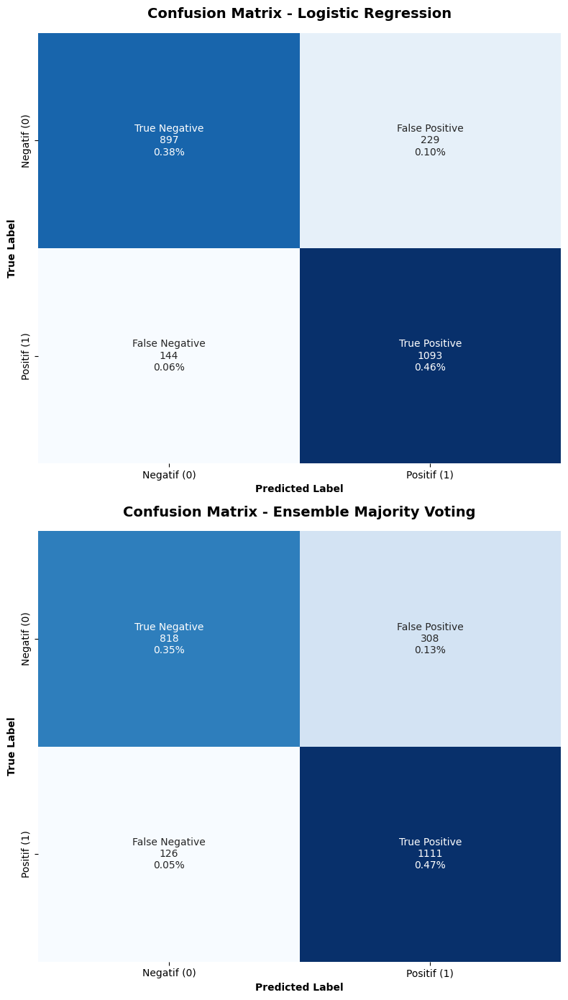 Confusion Matrix - Logistic Regression
True Label
Negatif (0)
True Negative
897
0.38%
False Positive
229
0.10%
Positif (1)
False Negative
144
0.06%
True Positive
1093
0.46%
Negatif (0)
Positif (1)
Predicted Label
Confusion Matrix - Ensemble Majority Voting
True Label
Negatif (0)
True Negative
818
0.35%
False Positive
308
0.13%
Positif (1)
False Negative
126
0.05%
True Positive
1111
0.47%
Negatif (0)
Positif (1)
Predicted Label